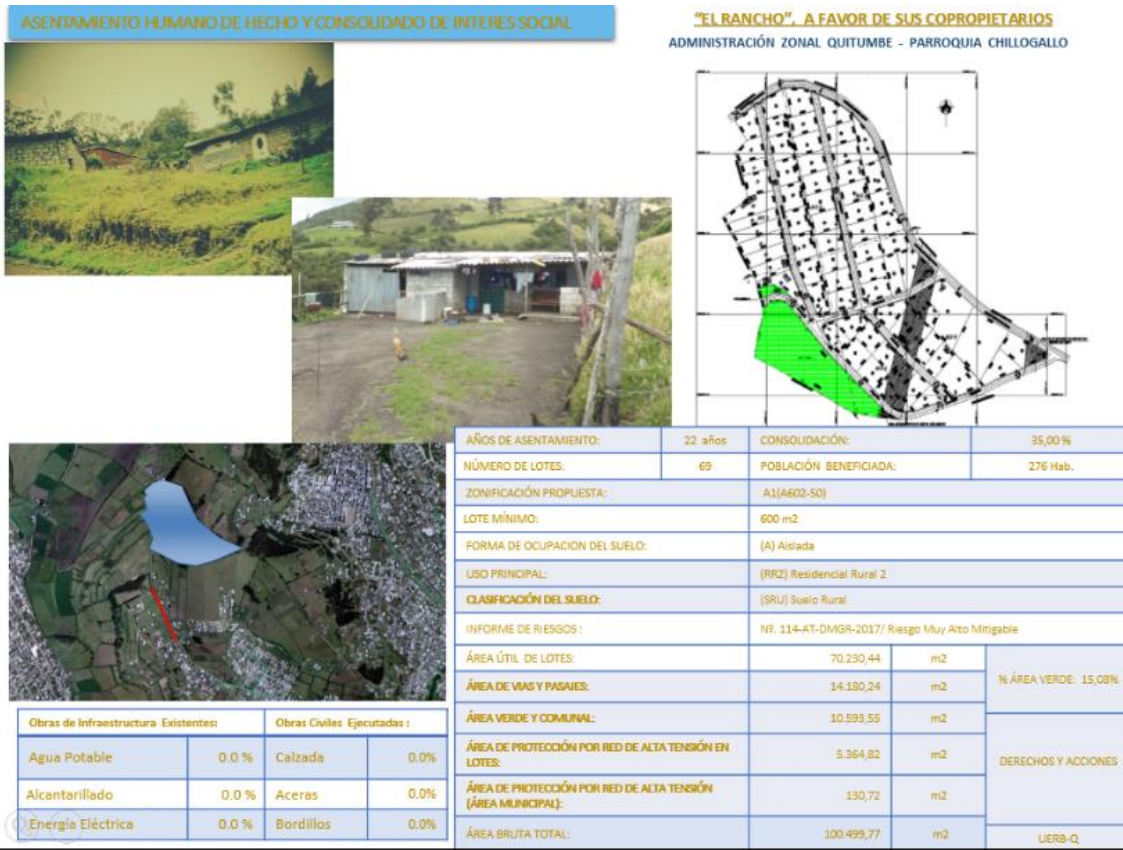 ASENTAMIENTO HUMANO DE HECHO Y CONSOLIDADO DE INTERES SOCIAL
“EL RANCHO”, A FAVOR DE SUS COPROPIETARIOS
ADMINISTRACIÓN ZONAL QUITUMBE - PARROQUIA CHILLOGALLO
AÑOS DE ASENTAMIENTO: 22 años CONSOLIDACIÓN: 35,00 %
NÚMERO DE LOTES: 69 POBLACIÓN BENEFICIADA: 276 Hab.
ZONIFICACIÓN PROPUESTA: A1(A602-50)
LOTE MÍNIMO: 600 m2
FORMA DE OCUPACION DEL SUELO: (A) Aislada
USO PRINCIPAL: (RR2) Residencial Rural 2
CLASIFICACIÓN DEL SUELO: (SRU) Suelo Rural
INFORME DE RIESGOS : Nº. 114-AT-DMGR-2017/ Riesgo Muy Alto Mitigable
ÁREA ÚTIL DE LOTES: 70.230,44 m2
% ÁREA VERDE: 15,08%
ÁREA DE VIAS Y PASAJES: 14.180,24 m2
ÁREA VERDE Y COMUNAL: 10.593,55 m2
ÁREA DE PROTECCIÓN POR RED DE ALTA TENSIÓN EN
LOTES: 5.364,82 m2
DERECHOS Y ACCIONES
ÁREA DE PROTECCIÓN POR RED DE ALTA TENSIÓN
(ÁREA MUNICIPAL): 130,72 m2
ÁREA BRUTA TOTAL: 100.499,77 m2 UERB-Q
Obras de Infraestructura Existentes: Obras Civiles Ejecutadas :
Agua Potable 0.0 % Calzada 0.0%
Alcantarillado 0.0 % Aceras 0.0%
Energía Eléctrica 0.0 % Bordillos 0.0%